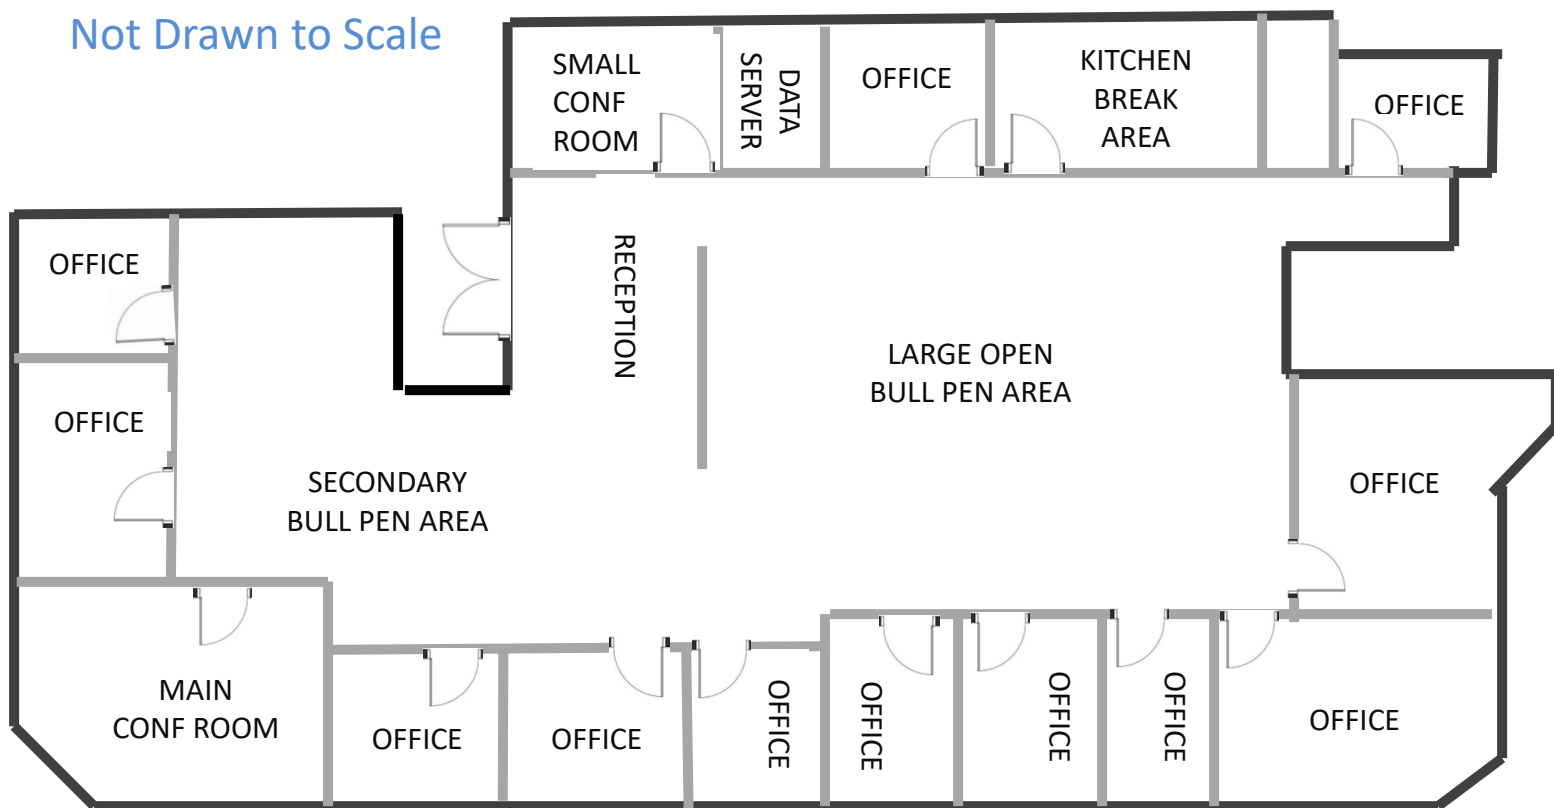 Not Drawn to Scale
SMALL
CONF
ROOM
DATA
SERVER
OFFICE
KITCHEN
BREAK
AREA
OFFICE
OFFICE
RECEPTION
LARGE OPEN
BULL PEN AREA
OFFICE
SECONDARY
BULL PEN AREA
OFFICE
MAIN
CONF ROOM
OFFICE
OFFICE
OFFICE
OFFICE
OFFICE
OFFICE
OFFICE